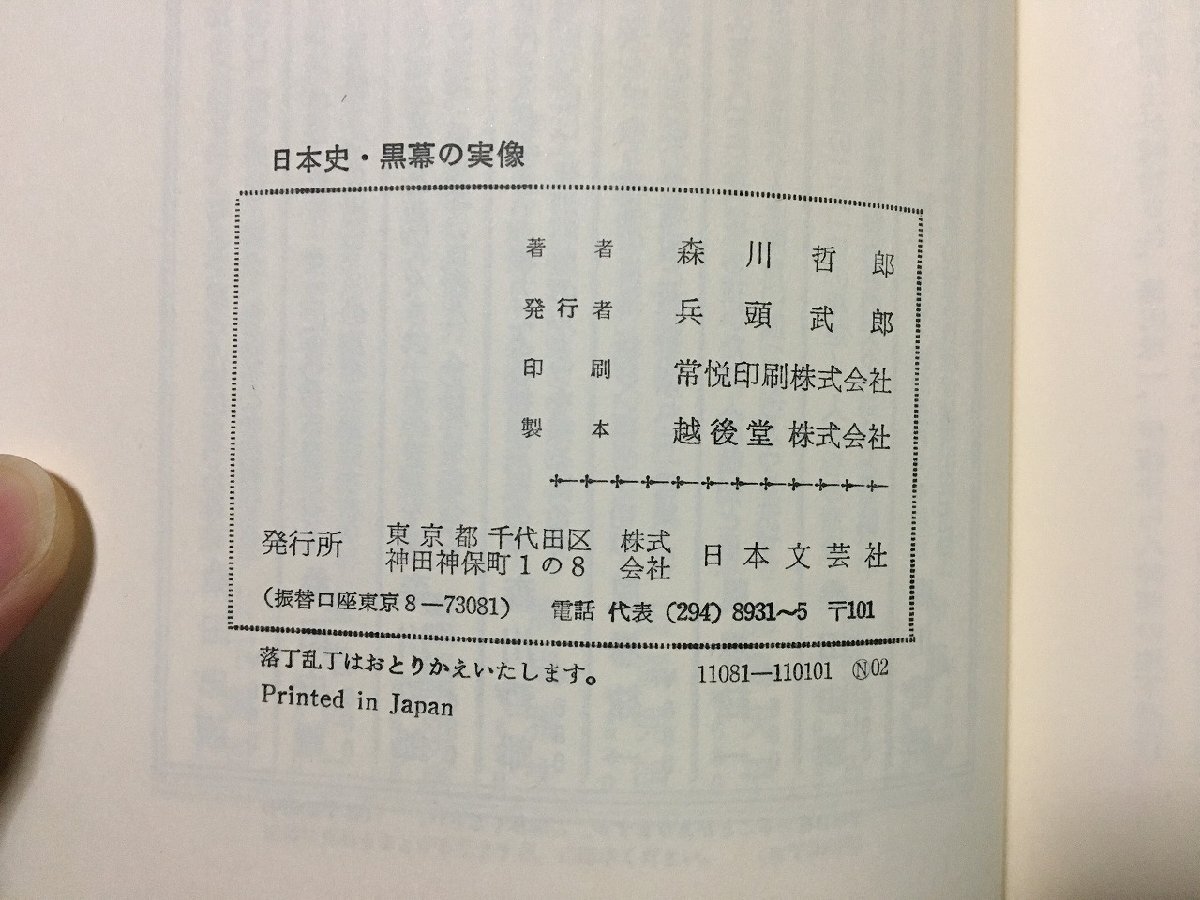 日本史・黒幕の実像
著者 森川哲郎
発行者 兵頭武郎
印刷 常悦印刷株式会社
製本 越後堂株式会社
発行所 東京都千代田区神田神保町1の8 株式会社 日本文芸社
(振替口座東京8―73081) 電話 代表 (294) 8931〜5 〒101
落丁乱丁はおとりかえいたします。 11081―110101 Ⓝ02
Printed in Japan